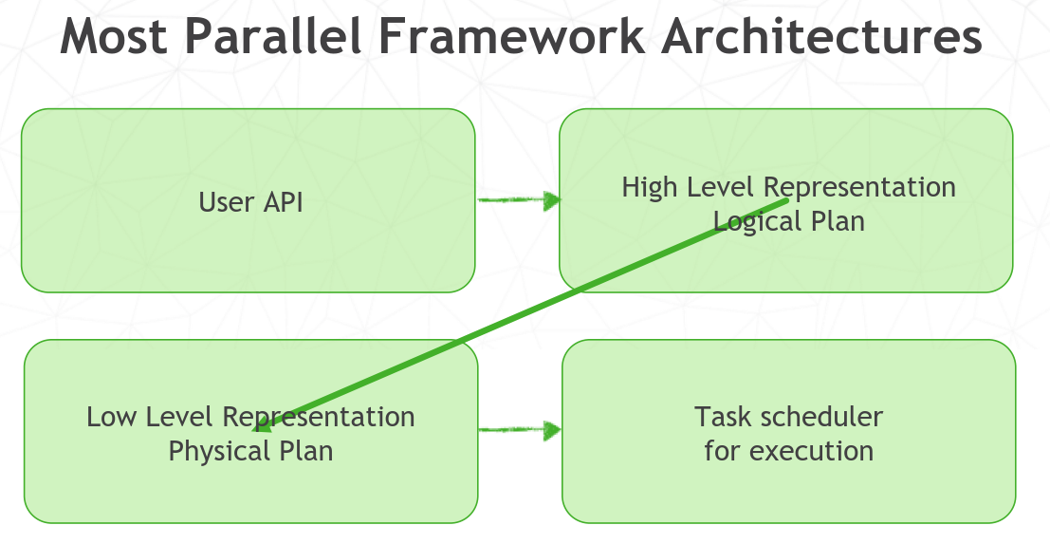 Most Parallel Framework Architectures
User API
High Level Representation
Logical Plan
Low Level Representation
Physical Plan
Task scheduler
for execution